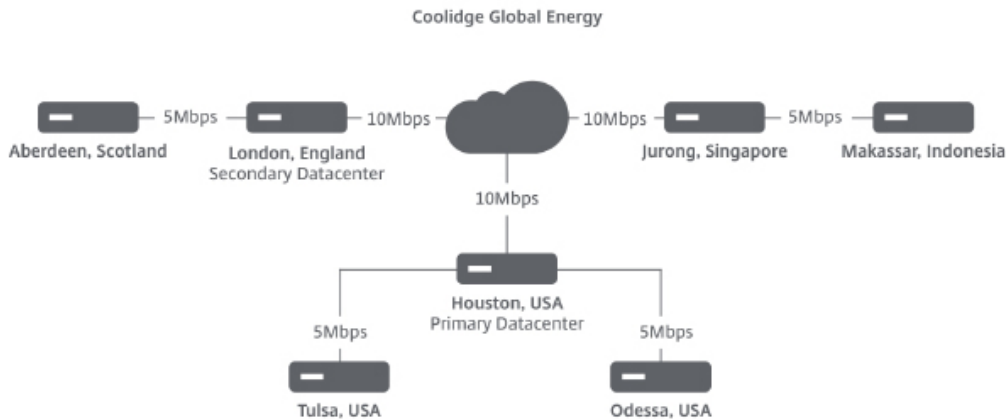 Coolidge Global Energy
5Mbps
10Mbps
10Mbps
5Mbps
Aberdeen, Scotland
London, England
Secondary Datacenter
Jurong, Singapore
Makassar, Indonesia
10Mbps
Houston, USA
Primary Datacenter
5Mbps
5Mbps
Tulsa, USA
Odessa, USA